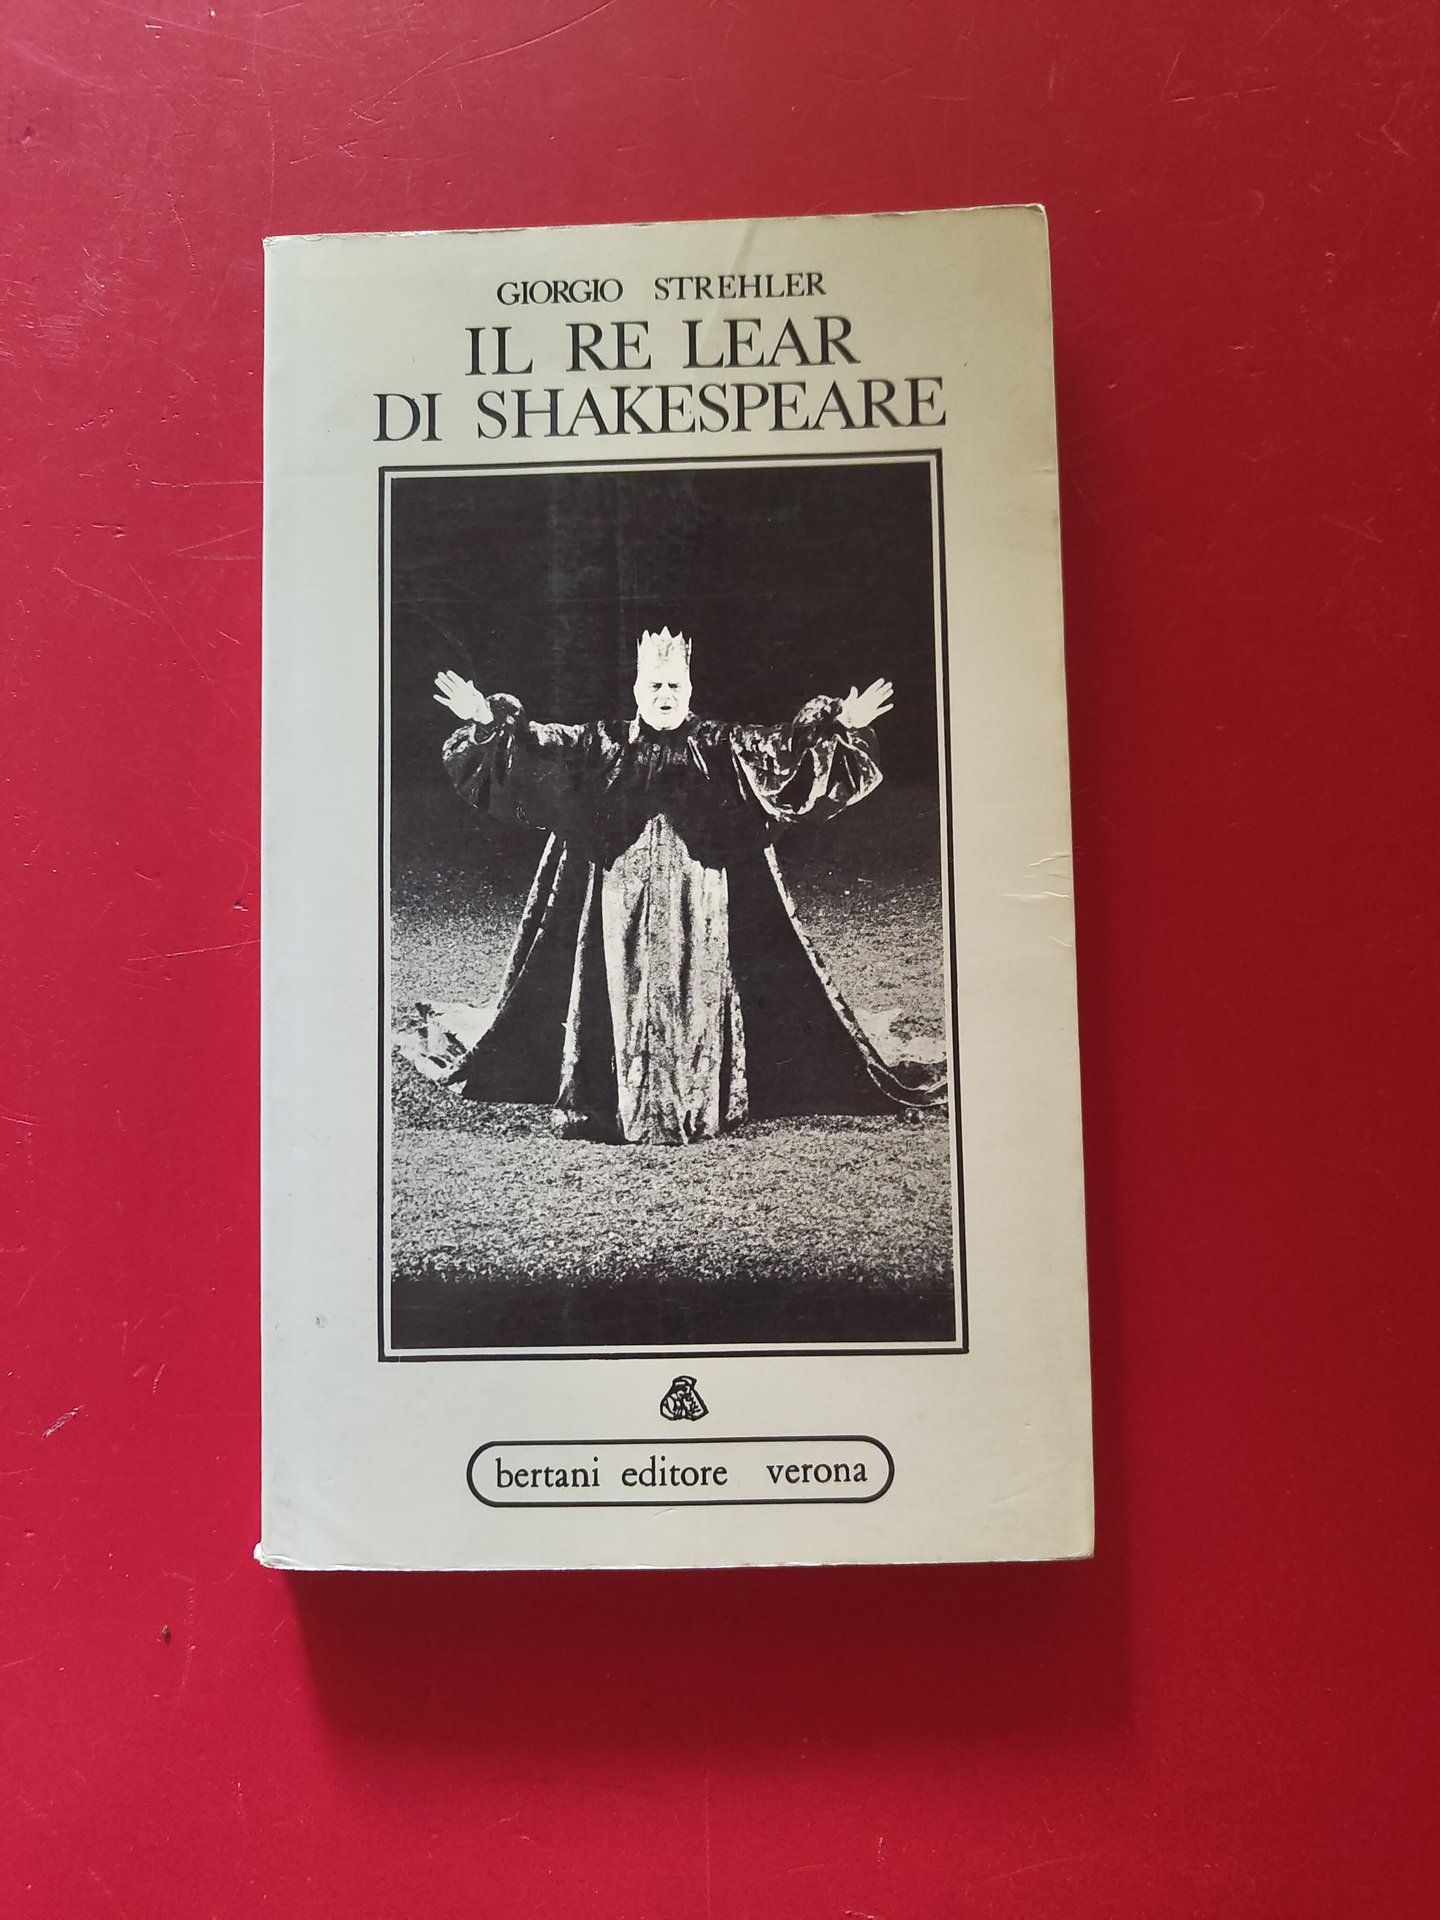 GIORGIO STREHLER
IL RE LEAR
DI SHAKESPEARE
bertani editore verona